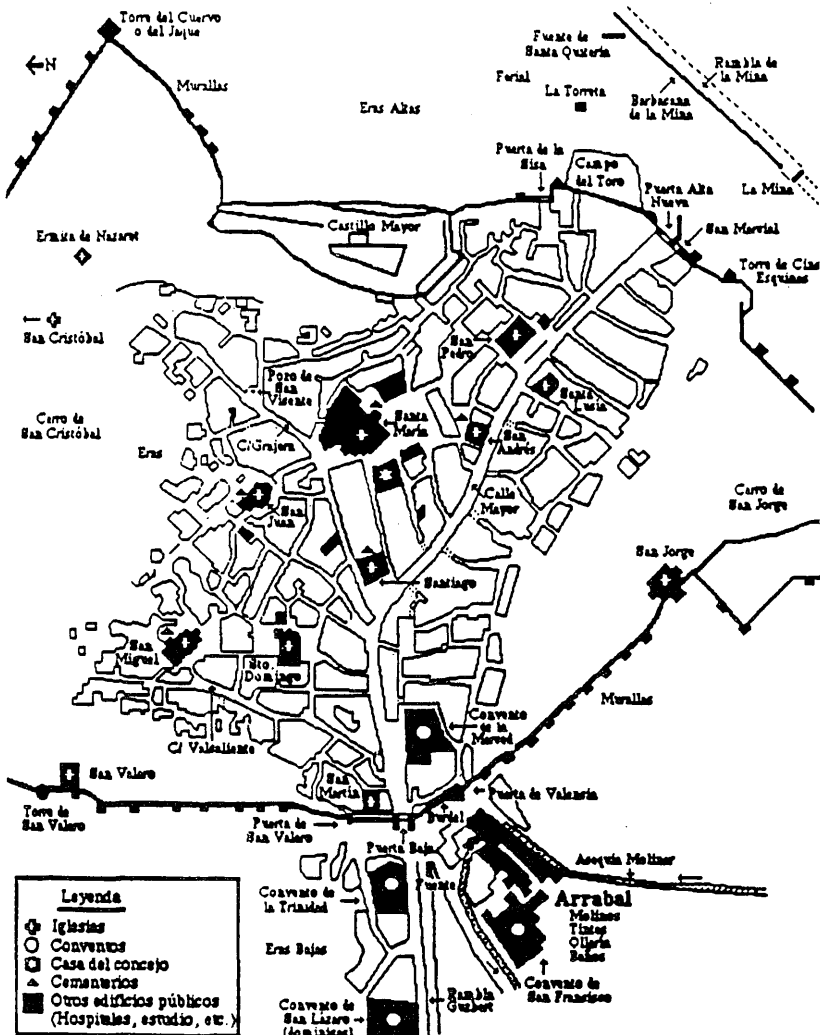 Torre del Cuervo
o del Jaque
N
Murallas
Eras Altas
Ferial
Fuente de
Santa Quiteria
La Torreta
Rambla de
la Mina
Barbacana
de la Mina
La Mina
Puerta de la
Sisa
Campo
del Toro
Puerta Alta
Nueva
San Marcial
Torre de Cinc
Esquinas
Castillo Mayor
Ermita de Nazaret
San Cristóbal
Cerro de
San Cristóbal
Eras
San
Pedro
Pozo de
San
Vicente
C/Grajera
Santa
María
Santa
Lucía
San
Andrés
Calle
Mayor
San
Juan
Santiago
Cerro de
San Jorge
San Jorge
San
Miguel
Sto.
Domingo
C/ Valcaliente
Convento
de la
Merced
Murallas
San Valero
Torre de
San Valero
San
Martín
Puerta de
San Valero
Puerta Baja
Burdel
Puerta de Valencia
Fuente
Acequia Molinar
Arrabal
Molinos
Tintes
Ollería
Baños
Convento de
San Francisco
Convento de
la Trinidad
Eras Bajas
Convento de
San Lázaro
(dominicos)
Rambla
Guzbert
Leyenda
Iglesias
Conventos
Casa del concejo
Cementerios
Otros edificios públicos
(Hospitales, estudio, etc.)